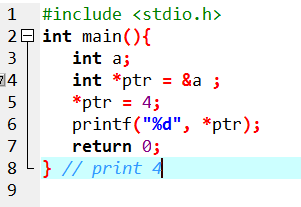 1 #include <stdio.h>
2 int main(){
3 int a;
4 int *ptr = &a ;
5 *ptr = 4;
6 printf("%d", *ptr);
7 return 0;
8 } // print 4
9